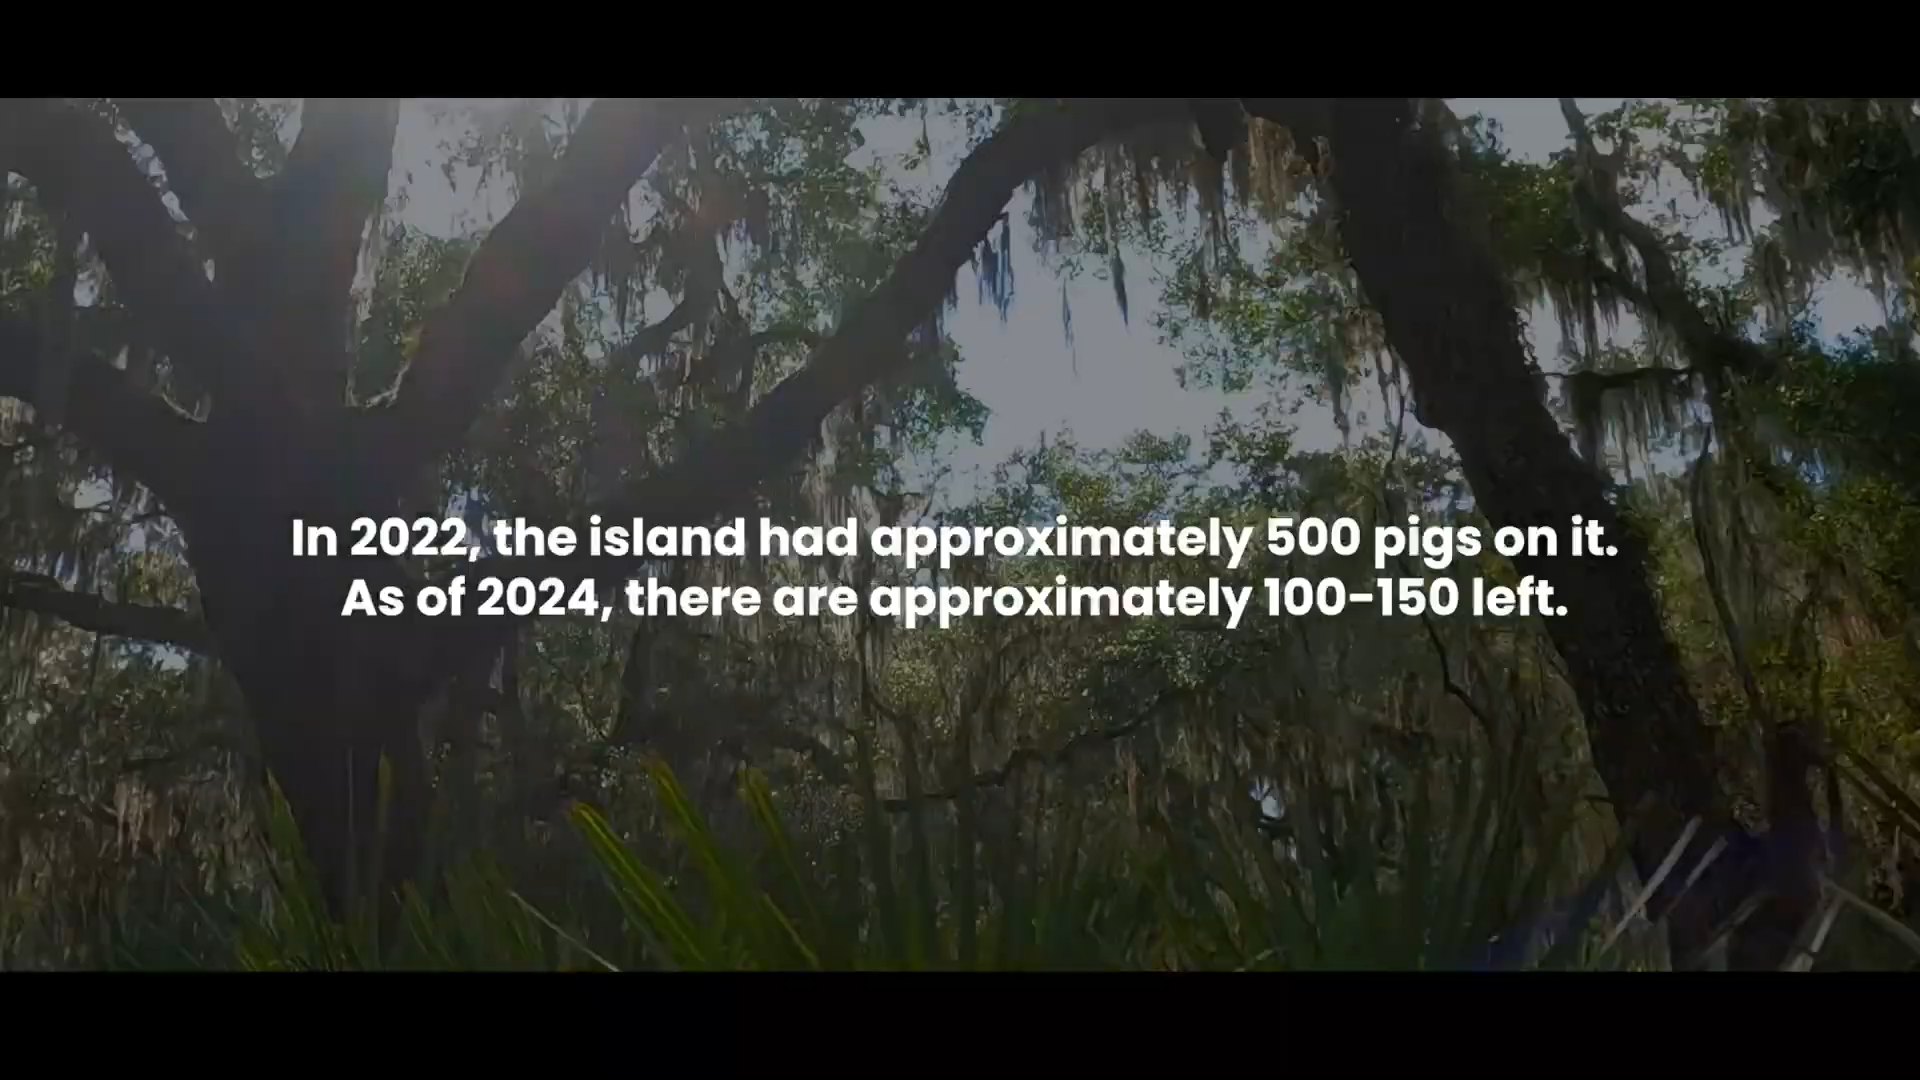 In 2022, the island had approximately 500 pigs on it.
As of 2024, there are approximately 100-150 left.